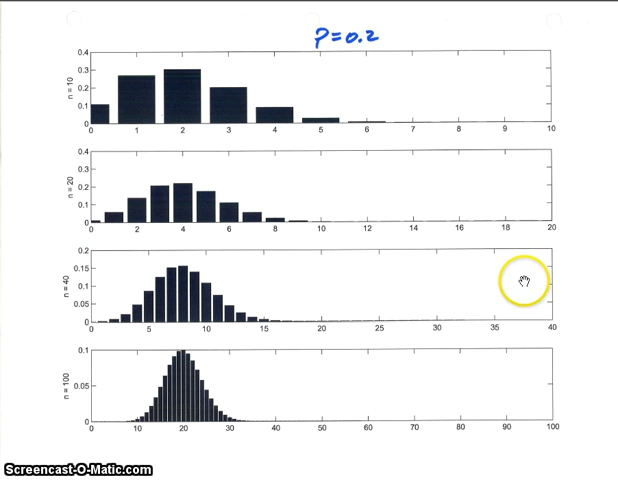 P=0.2
0.4
0.3
0.2
0.1
0
n = 10
0 1 2 3 4 5 6 7 8 9 10
0.4
0.3
0.2
0.1
0
n = 20
0 2 4 6 8 10 12 14 16 18 20
0.2
0.15
0.1
0.05
0
n = 40
0 5 10 15 20 25 30 35 40
0.1
0.05
0
n = 100
0 10 20 30 40 50 60 70 80 90 100
Screencast-O-Matic.com